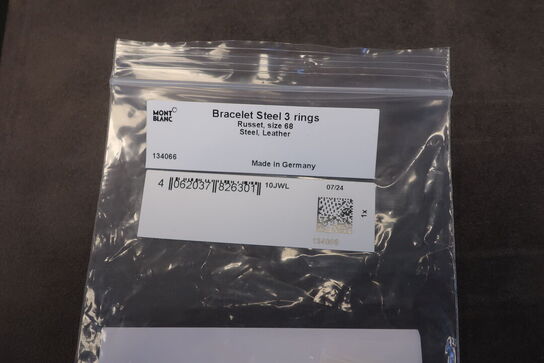 MONT
BLANC
Bracelet Steel 3 rings
Russet, size 68
Steel, Leather
134066
Made in Germany
4 062037 826301
10JWL
07/24
1x
134066